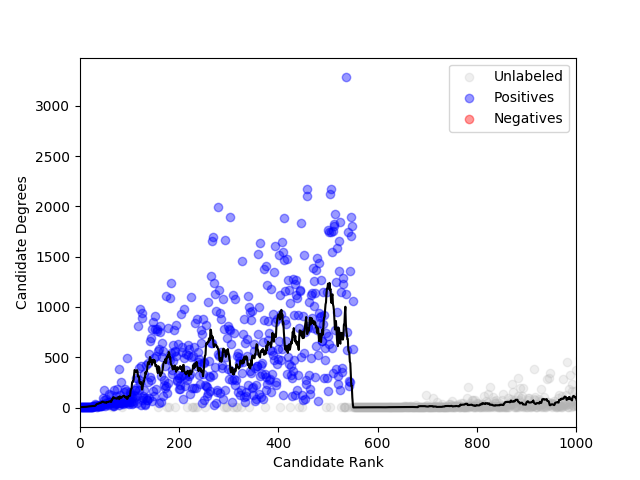 Unlabeled
Positives
Negatives
3000
2500
2000
1500
1000
500
0
Candidate Degrees
0 200 400 600 800 1000
Candidate Rank